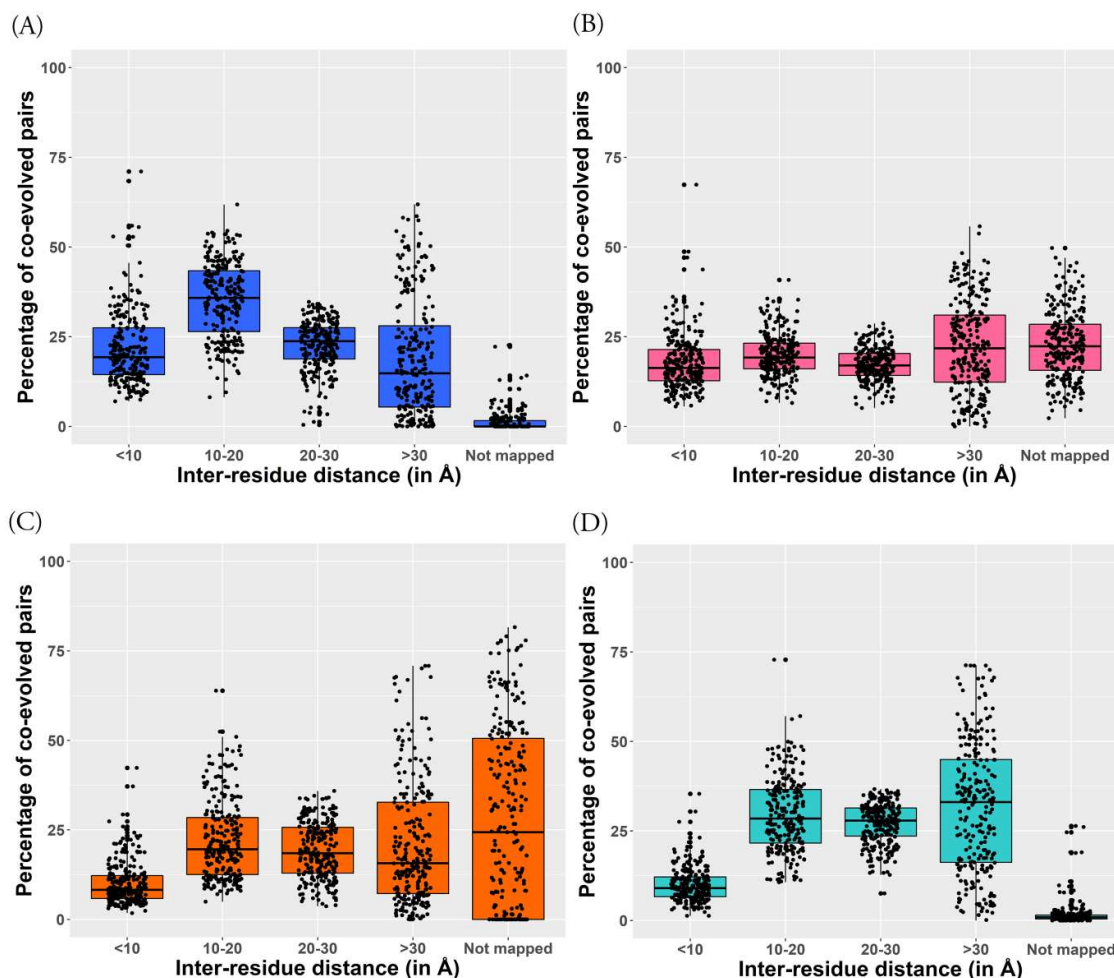 (A)
Percentage of co-evolved pairs
100
75
50
25
0
<10
10-20
20-30
>30
Not mapped
Inter-residue distance (in Å)
(B)
Percentage of co-evolved pairs
100
75
50
25
0
<10
10-20
20-30
>30
Not mapped
Inter-residue distance (in Å)
(C)
Percentage of co-evolved pairs
100
75
50
25
0
<10
10-20
20-30
>30
Not mapped
Inter-residue distance (in Å)
(D)
Percentage of co-evolved pairs
100
75
50
25
0
<10
10-20
20-30
>30
Not mapped
Inter-residue distance (in Å)